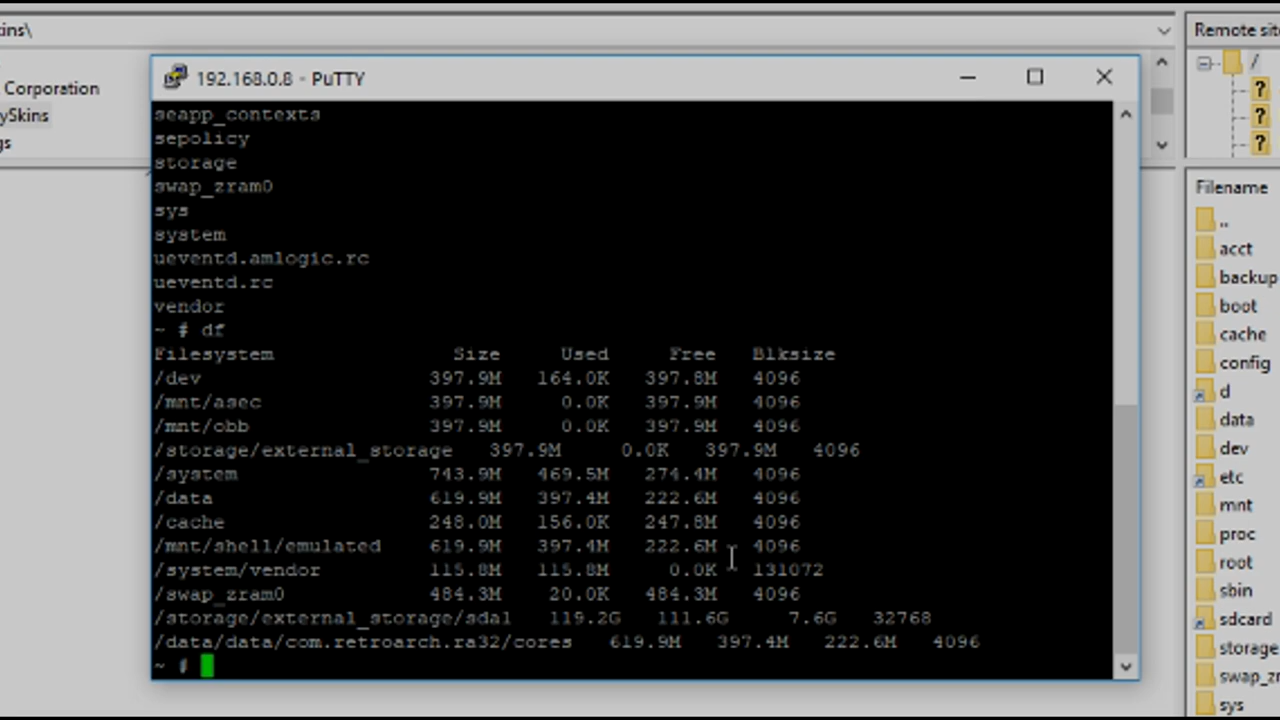 ins\
Corporation
ySkins
gs
192.168.0.8 - PuTTY
seapp_contexts
sepolicy
storage
swap_zram0
sys
system
ueventd.amlogic.rc
ueventd.rc
vendor
~ # df
Filesystem Size Used Free Blksize
/dev 397.9M 164.0K 397.8M 4096
/mnt/asec 397.9M 0.0K 397.9M 4096
/mnt/obb 397.9M 0.0K 397.9M 4096
/storage/external_storage 397.9M 0.0K 397.9M 4096
/system 743.9M 469.5M 274.4M 4096
/data 619.9M 397.4M 222.6M 4096
/cache 248.0M 156.0K 247.8M 4096
/mnt/shell/emulated 619.9M 397.4M 222.6M 4096
/system/vendor 115.8M 115.8M 0.0K 131072
/swap_zram0 484.3M 20.0K 484.3M 4096
/storage/external_storage/sda1 119.2G 111.6G 7.6G 32768
/data/data/com.retroarch.ra32/cores 619.9M 397.4M 222.6M 4096
~ #
Remote site
/
?
?
?
Filename
..
acct
backup
boot
cache
config
d
data
dev
etc
mnt
proc
root
sbin
sdcard
storage
swap_zr
sys